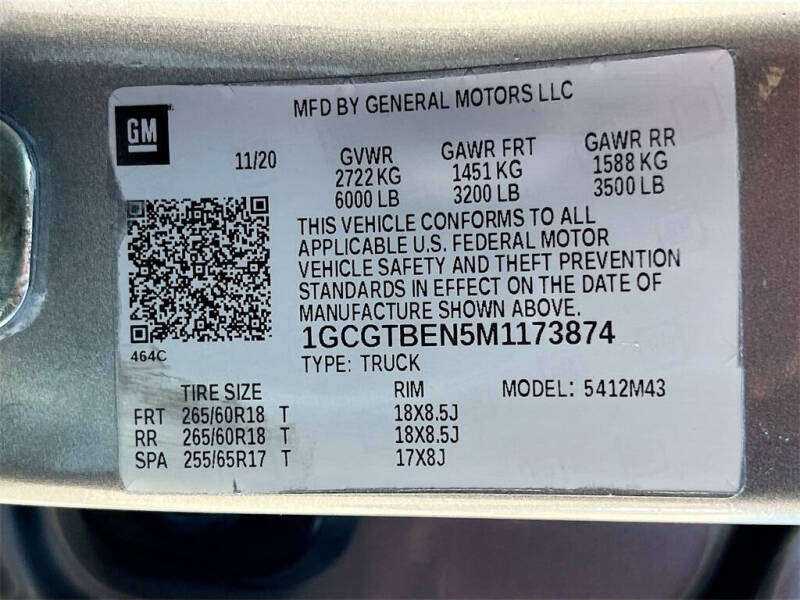 MFD BY GENERAL MOTORS LLC
GM
11/20 GVWR GAWR FRT GAWR RR
2722 KG 1451 KG 1588 KG
6000 LB 3200 LB 3500 LB
THIS VEHICLE CONFORMS TO ALL
APPLICABLE U.S. FEDERAL MOTOR
VEHICLE SAFETY AND THEFT PREVENTION
STANDARDS IN EFFECT ON THE DATE OF
MANUFACTURE SHOWN ABOVE.
1GCGTBEN5M1173874
464C
TYPE: TRUCK
TIRE SIZE RIM MODEL: 5412M43
FRT 265/60R18 T 18X8.5J
RR 265/60R18 T 18X8.5J
SPA 255/65R17 T 17X8J